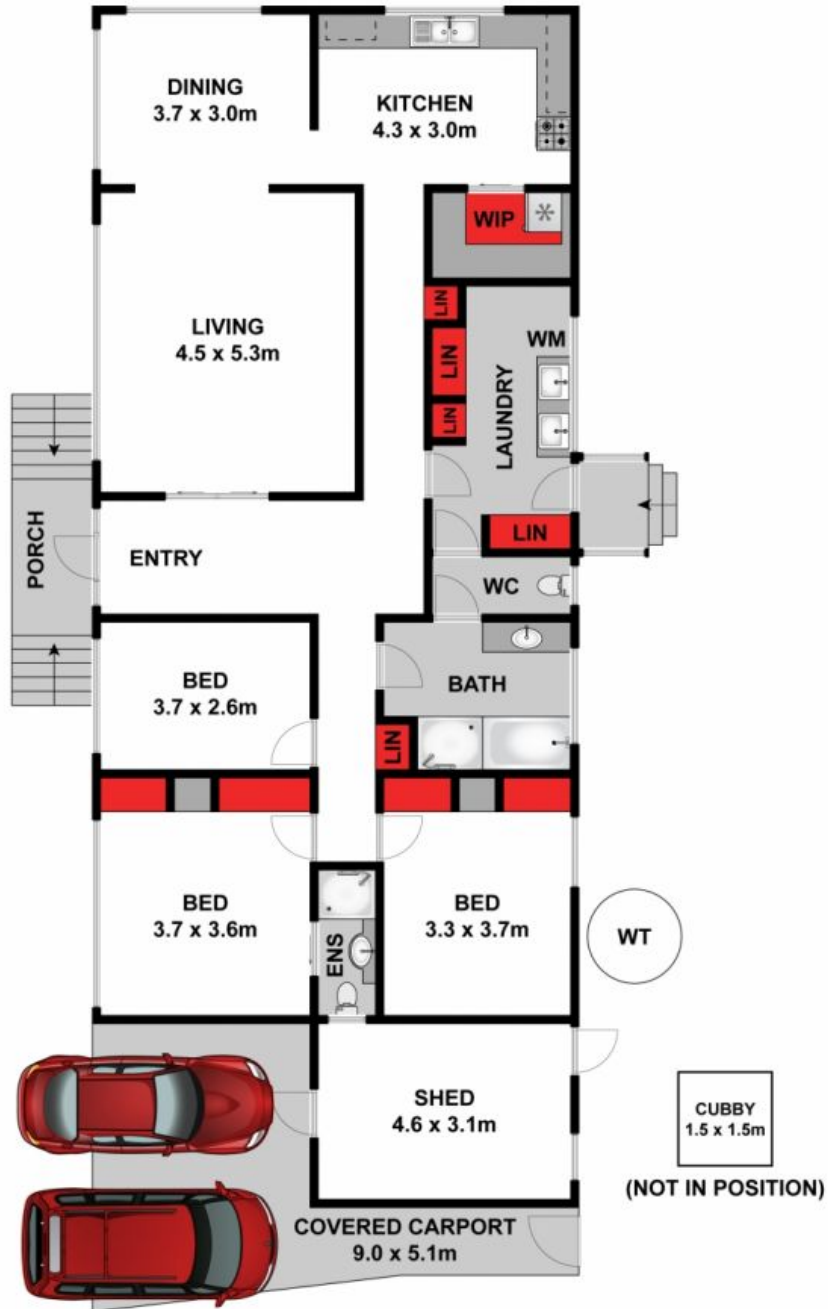 DINING
3.7 x 3.0m
KITCHEN
4.3 x 3.0m
WIP
LIN
LIVING
4.5 x 5.3m
WM
LIN
LAUNDRY
LIN
LIN
PORCH
ENTRY
WC
BED
3.7 x 2.6m
BATH
LIN
BED
3.7 x 3.6m
BED
3.3 x 3.7m
ENS
WT
SHED
4.6 x 3.1m
CUBBY
1.5 x 1.5m
(NOT IN POSITION)
COVERED CARPORT
9.0 x 5.1m